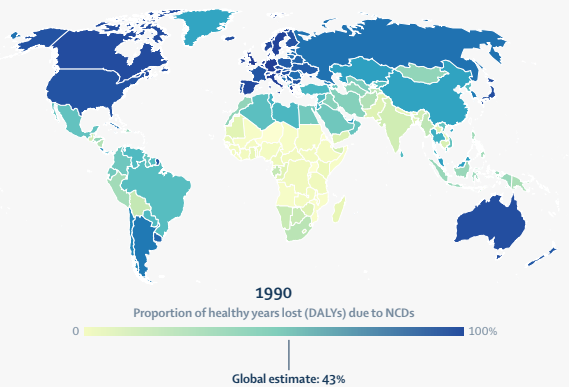 1990
Proportion of healthy years lost (DALYs) due to NCDs
0 100%
Global estimate: 43%